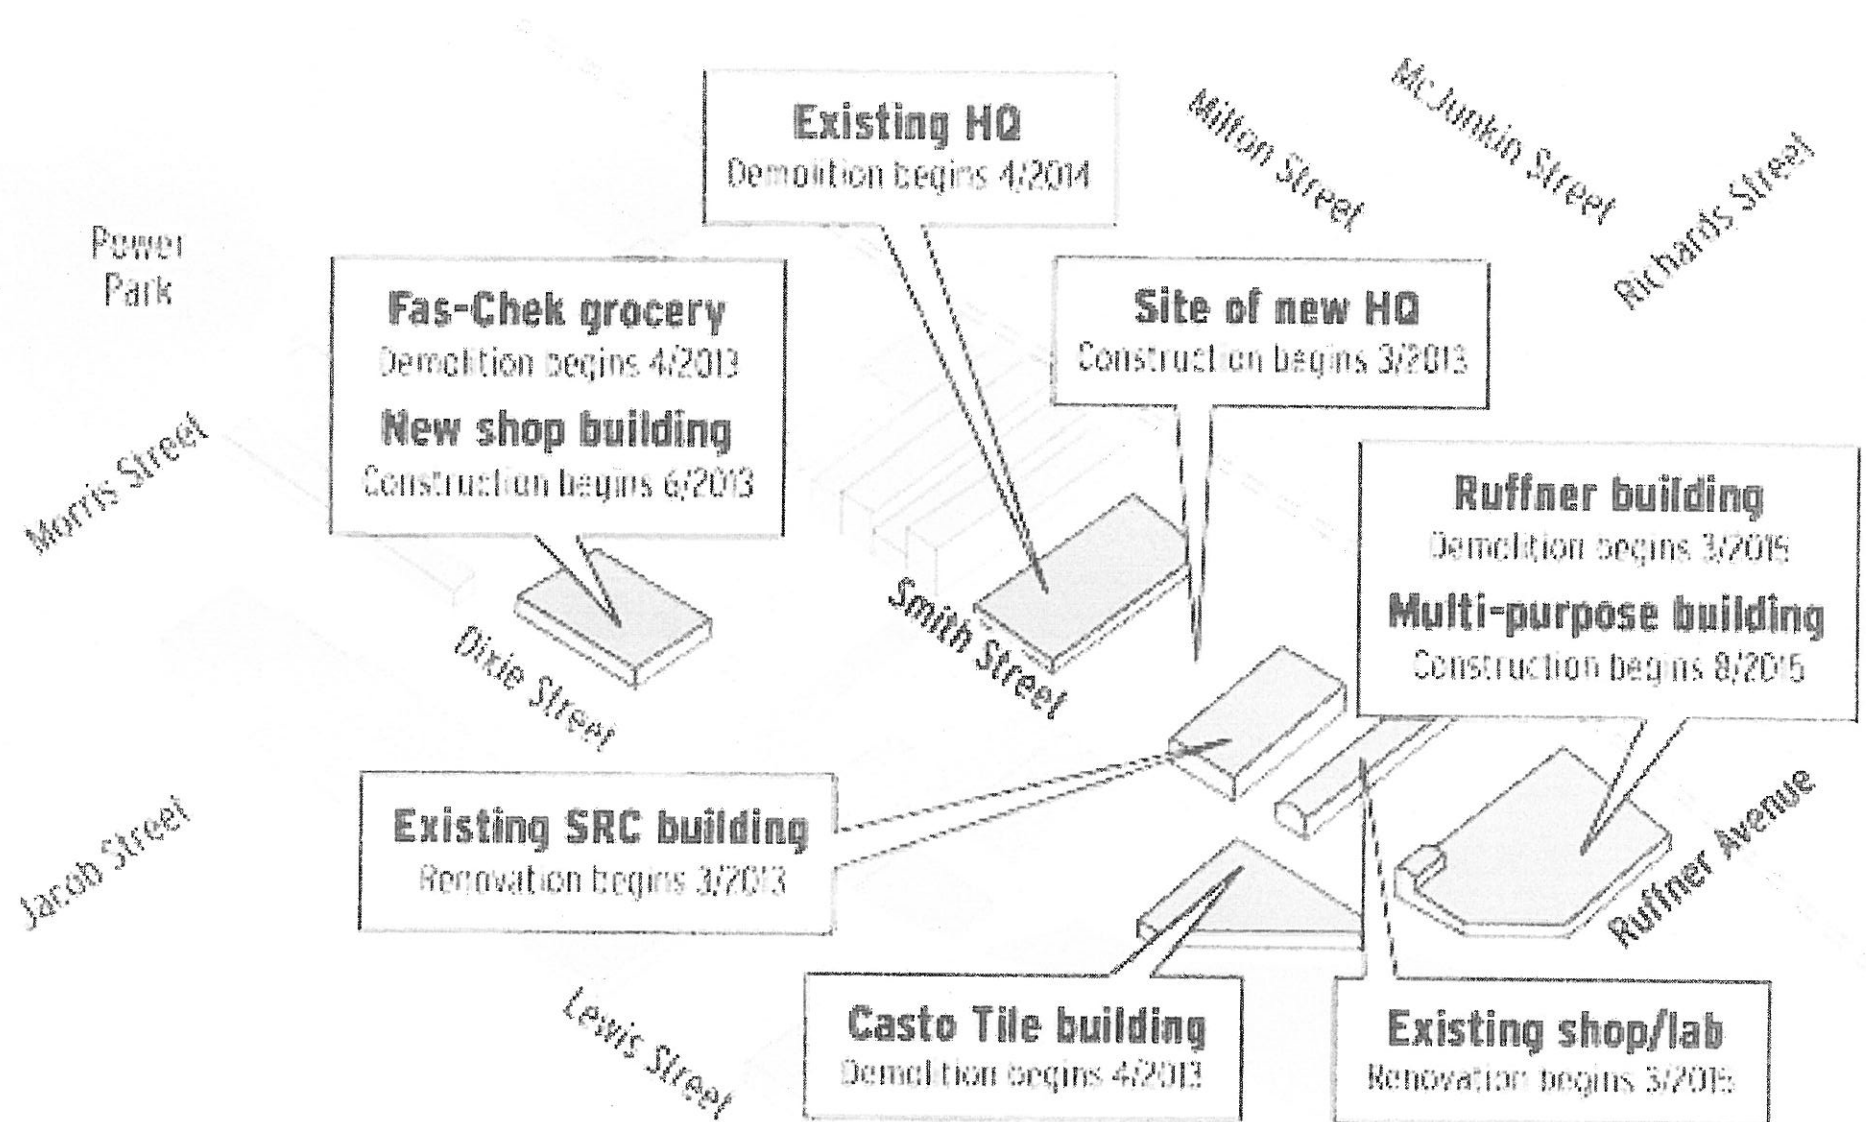 Existing HQ
Demolition begins 4/2014
Milton Street
McJunkin Street
Richards Street
Power
Park
Fas-Chek grocery
Demolition begins 4/2013
New shop building
Construction begins 6/2013
Site of new HQ
Construction begins 3/2013
Morris Street
Ruffner building
Demolition begins 3/2015
Multi-purpose building
Construction begins 8/2015
Smith Street
Dixie Street
Existing SRC building
Renovation begins 3/2013
Jacob Street
Ruffner Avenue
Lewis Street
Casto Tile building
Demolition begins 4/2013
Existing shop/lab
Renovation begins 3/2015